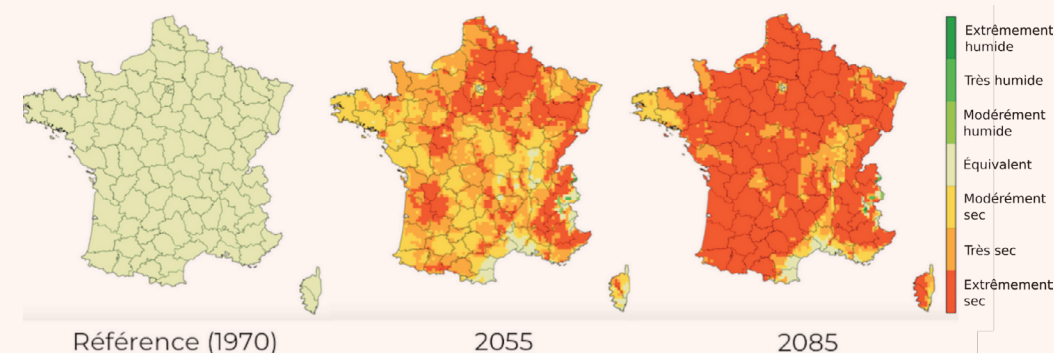 Extrêmement
humide
Très humide
Modérément
humide
Équivalent
Modérément
sec
Très sec
Extrêmement
sec
Référence (1970)
2055
2085